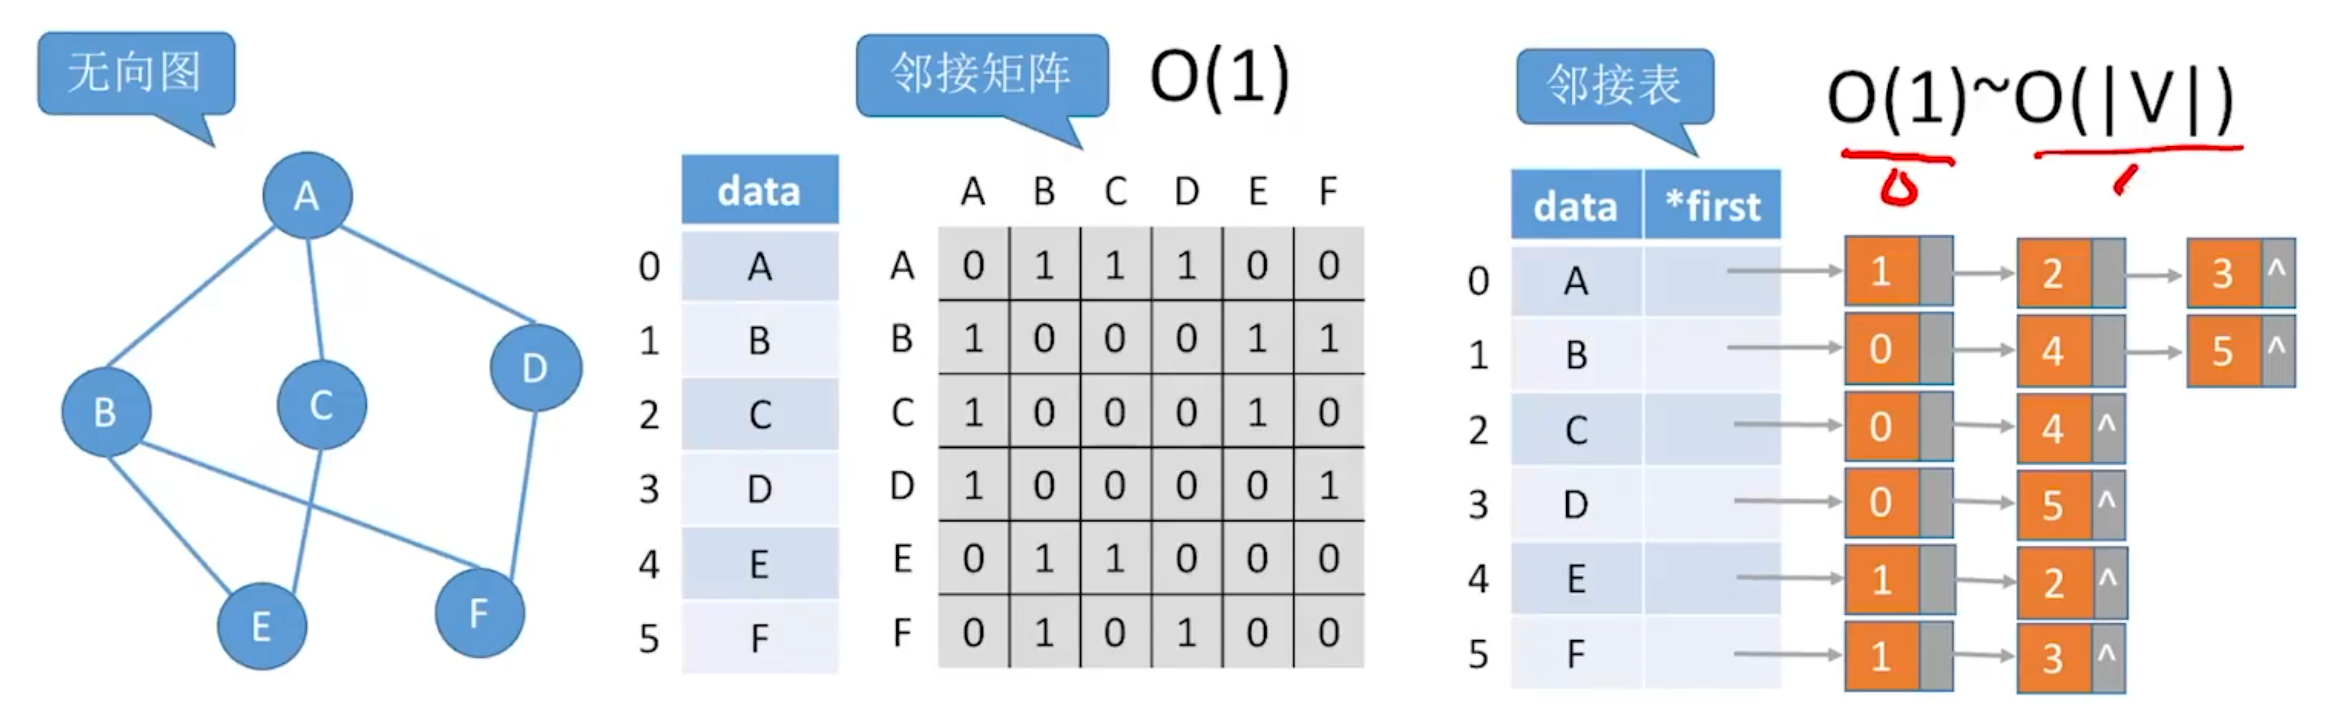 无向图
A
B
C
D
E
F
data
0 A
1 B
2 C
3 D
4 E
5 F
邻接矩阵 O(1)
A B C D E F
A 0 1 1 1 0 0
B 1 0 0 0 1 1
C 1 0 0 0 1 0
D 1 0 0 0 0 1
E 0 1 1 0 0 0
F 0 1 0 1 0 0
邻接表 O(1)~O(|V|)
data *first
0 A 1 2 3 ^
1 B 0 4 5 ^
2 C 0 4 ^
3 D 0 5 ^
4 E 1 2 ^
5 F 1 3 ^